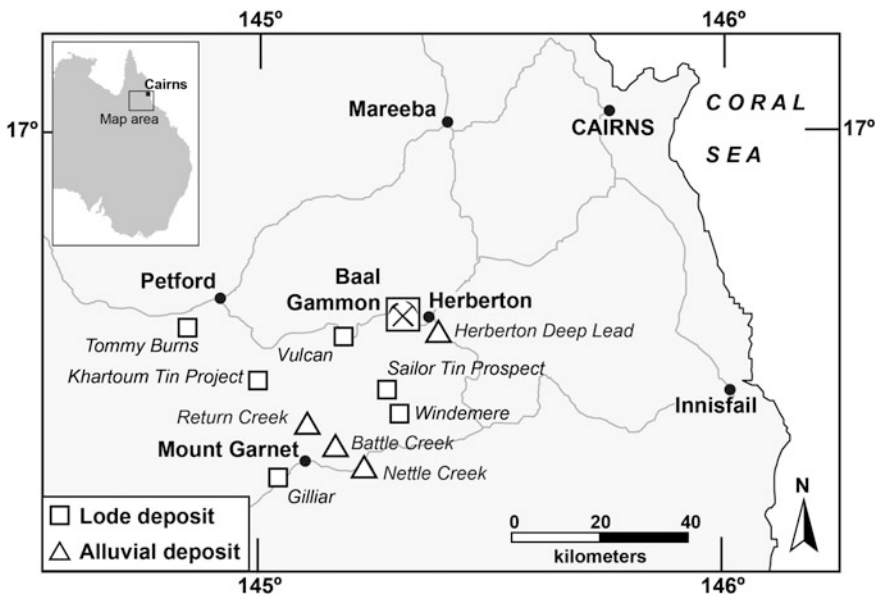 145º
146º
Cairns
Map area
Mareeba
CAIRNS
CORAL
SEA
17º
17º
Petford
Baal
Gammon
Herberton
Herberton Deep Lead
Tommy Burns
Vulcan
Khartoum Tin Project
Sailor Tin Prospect
Windemere
Innisfail
Return Creek
Battle Creek
Mount Garnet
Nettle Creek
Gilliar
N
Lode deposit
Alluvial deposit
0 20 40
kilometers
145º
146º